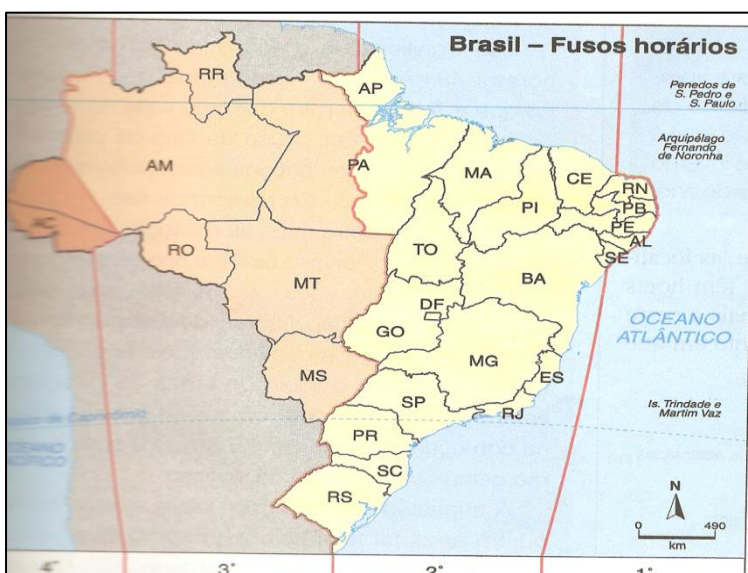 Brasil – Fusos horários
Penedos de
S. Pedro e
S. Paulo
Arquipélago
Fernando
de Noronha
RR
AP
AM
PA
MA
CE
RN
PB
PE
AL
SE
PI
AC
RO
TO
BA
MT
DF
GO
OCEANO
ATLÂNTICO
MG
MS
ES
SP
RJ
Is. Trindade e
Martim Vaz
PR
SC
RS
N
0 490
km
4°
3°
2°
1°